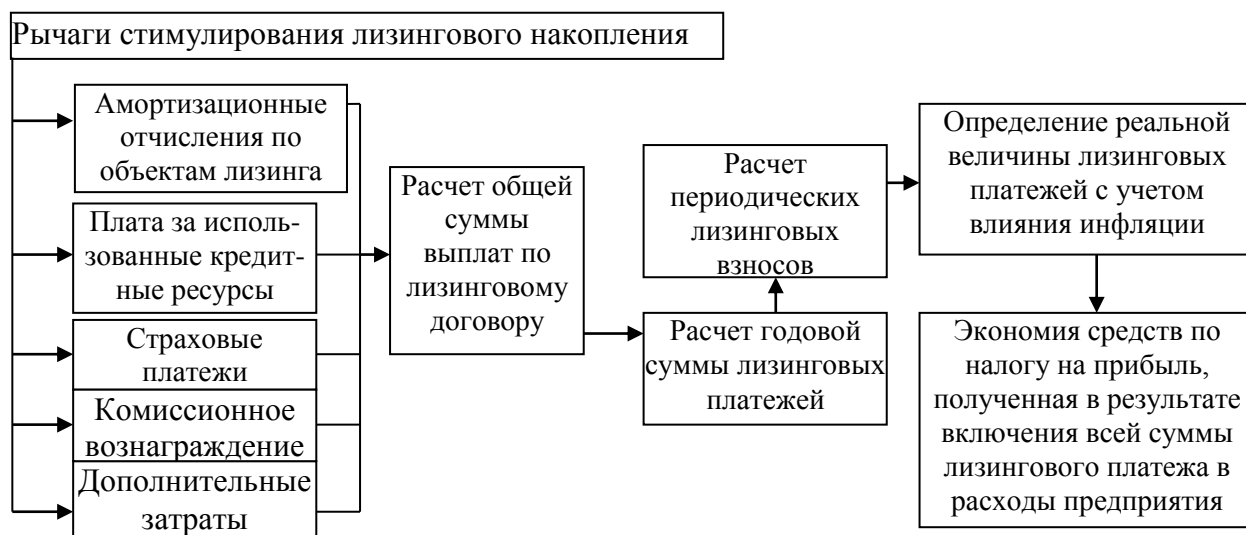 Рычаги стимулирования лизингового накопления
Амортизационные
отчисления по
объектам лизинга
Плата за исполь-
зованные кредит-
ные ресурсы
Страховые
платежи
Комиссионное
вознаграждение
Дополнительные
затраты
Расчет общей
суммы
выплат по
лизинговому
договору
Расчет
периодических
лизинговых
взносов
Расчет годовой
суммы лизинговых
платежей
Определение реальной
величины лизинговых
платежей с учетом
влияния инфляции
Экономия средств по
налогу на прибыль,
полученная в результате
включения всей суммы
лизингового платежа в
расходы предприятия